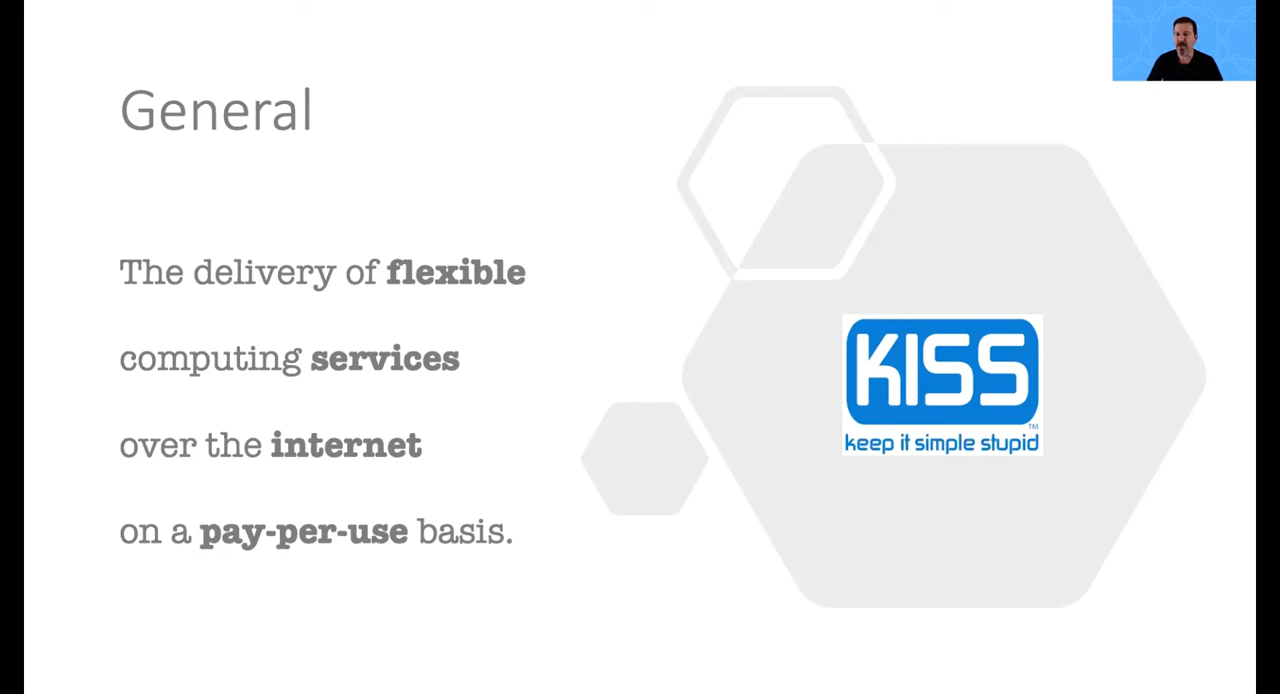 General
The delivery of flexible
computing services
over the internet
on a pay-per-use basis.
KISS
TM
keep it simple stupid